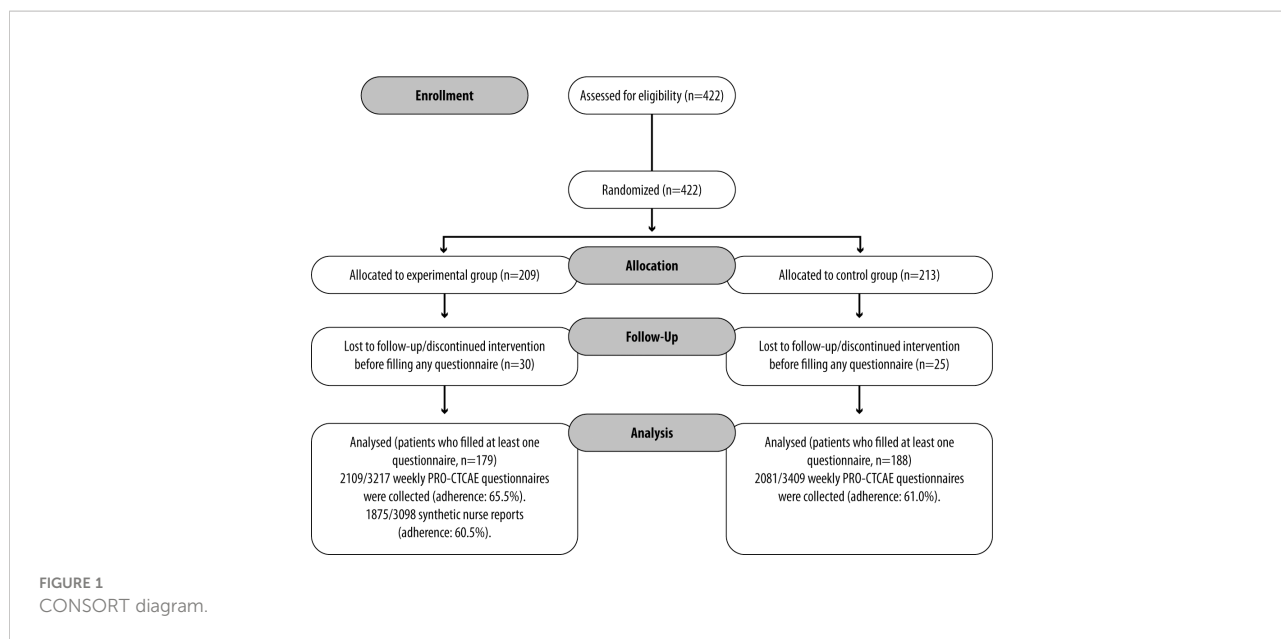 Enrollment
Assessed for eligibility (n=422)
Randomized (n=422)
Allocation
Allocated to experimental group (n=209)
Allocated to control group (n=213)
Follow-Up
Lost to follow-up/discontinued intervention
before filling any questionnaire (n=30)
Lost to follow-up/discontinued intervention
before filling any questionnaire (n=25)
Analysis
Analysed (patients who filled at least one
questionnaire, n=179)
2109/3217 weekly PRO-CTCAE questionnaires
were collected (adherence: 65.5%).
1875/3098 synthetic nurse reports
(adherence: 60.5%).
Analysed (patients who filled at least one
questionnaire, n=188)
2081/3409 weekly PRO-CTCAE questionnaires
were collected (adherence: 61.0%).
FIGURE 1
CONSORT diagram.